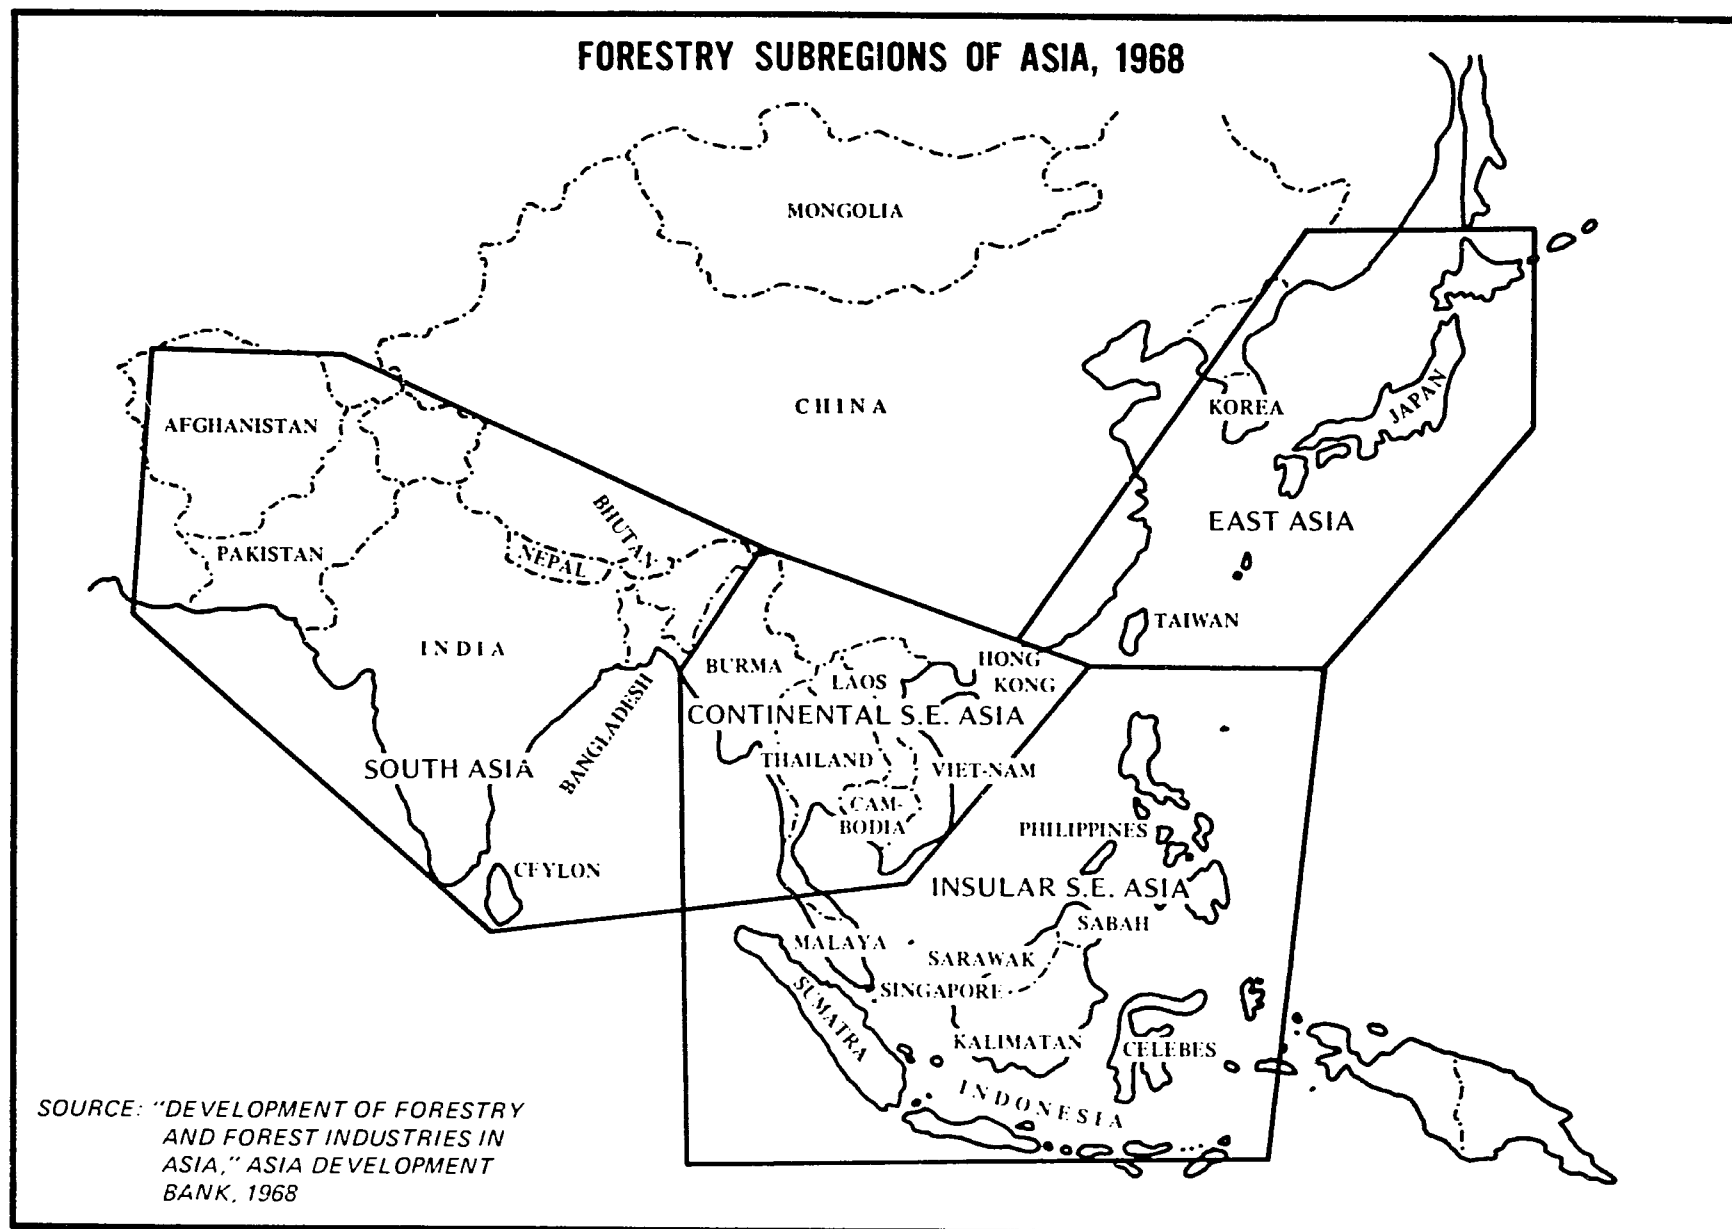 FORESTRY SUBREGIONS OF ASIA, 1968
MONGOLIA
CHINA
AFGHANISTAN
KOREA
JAPAN
EAST ASIA
PAKISTAN
NEPAL
BHUTAN
TAIWAN
INDIA
BANGLADESH
BURMA
LAOS
HONG
KONG
CONTINENTAL S.E. ASIA
SOUTH ASIA
THAILAND
VIET-NAM
CAM-
BODIA
PHILIPPINES
CEYLON
INSULAR S.E. ASIA
SABAH
MALAYA
SARAWAK
SINGAPORE
SUMATRA
KALIMATAN
CELEBES
INDONESIA
SOURCE: "DEVELOPMENT OF FORESTRY
AND FOREST INDUSTRIES IN
ASIA," ASIA DEVELOPMENT
BANK, 1968